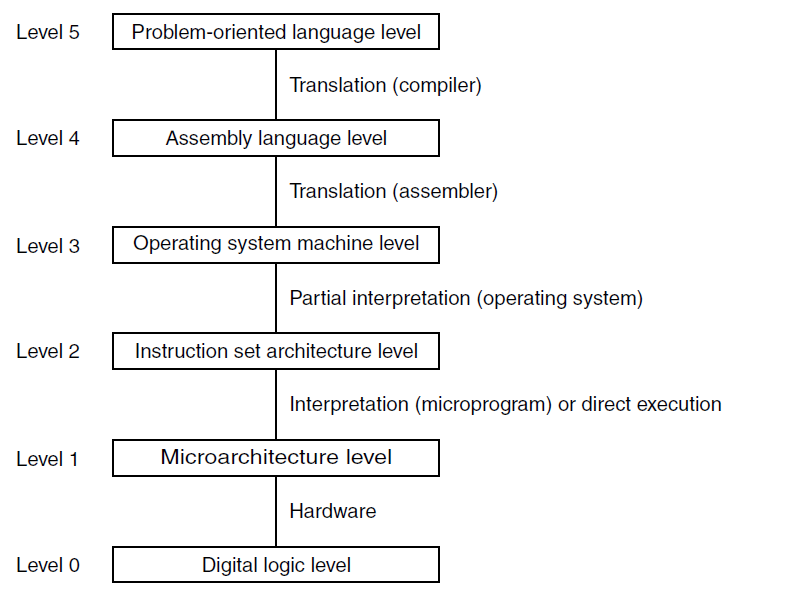 Level 5 Problem-oriented language level
Translation (compiler)
Level 4 Assembly language level
Translation (assembler)
Level 3 Operating system machine level
Partial interpretation (operating system)
Level 2 Instruction set architecture level
Interpretation (microprogram) or direct execution
Level 1 Microarchitecture level
Hardware
Level 0 Digital logic level